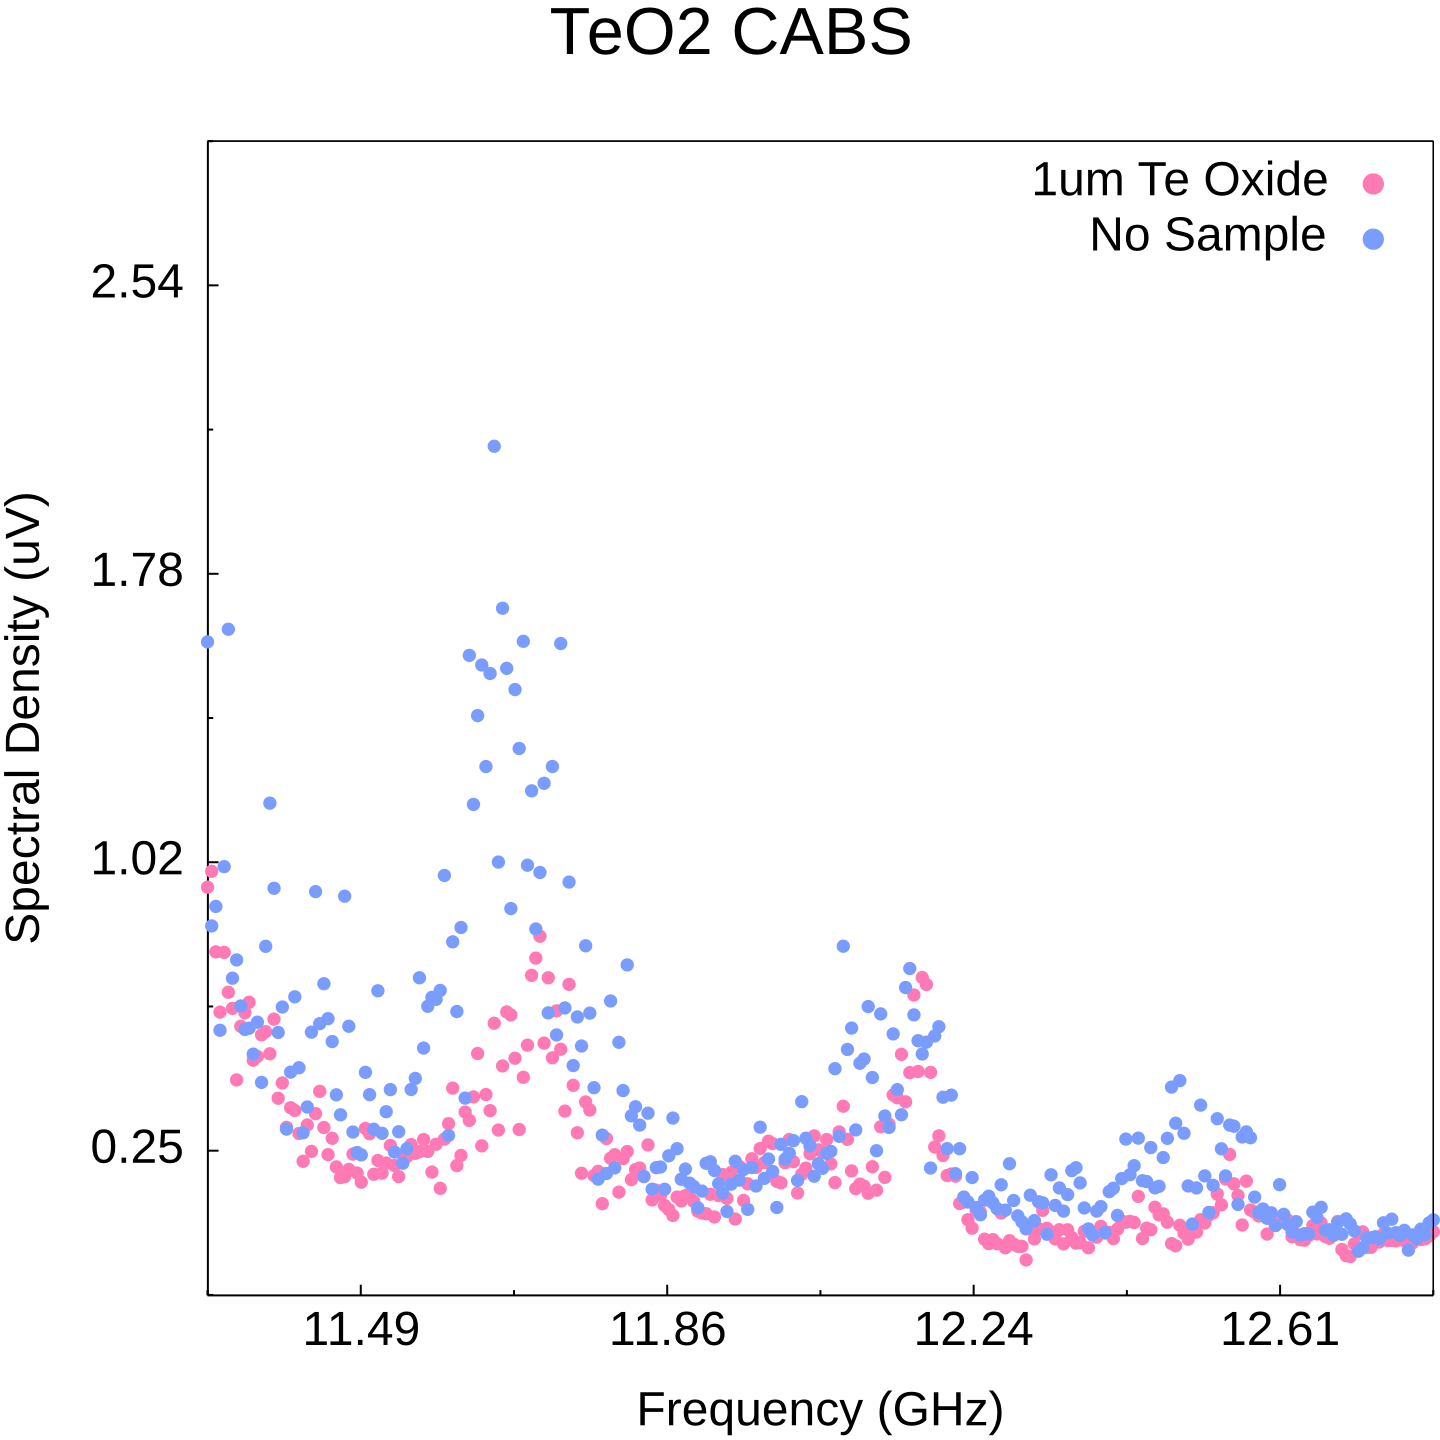 TeO2 CABS
1um Te Oxide
No Sample
2.54
1.78
1.02
0.25
Spectral Density (uV)
11.49
11.86
12.24
12.61
Frequency (GHz)